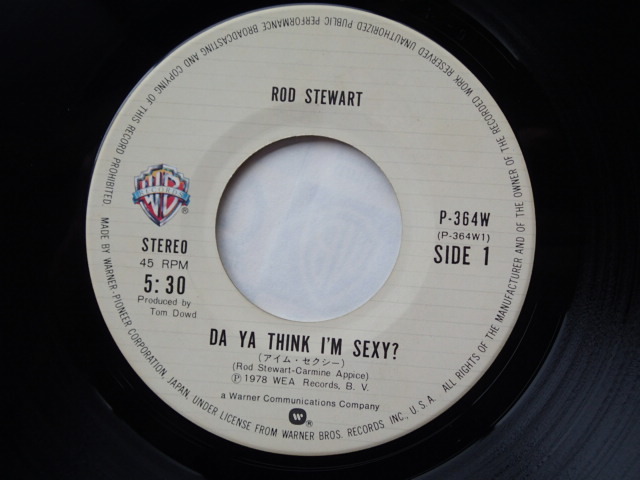 ROD STEWART
WB
RECORDS
®
STEREO
45 RPM
5:30
Produced by
Tom Dowd
P-364W
(P-364W1)
SIDE 1
DA YA THINK I'M SEXY?
(アイム・セクシー)
(Rod Stewart-Carmine Appice)
Ⓟ1978 WEA Records, B. V.
a Warner Communications Company
®
MADE BY WARNER-PIONEER CORPORATION, JAPAN, UNDER LICENSE FROM WARNER BROS. RECORDS INC., U.S.A. ALL RIGHTS OF THE MANUFACTURER AND OF THE OWNER OF THE RECORDED WORK RESERVED UNAUTHORIZED PUBLIC PERFORMANCE BROADCASTING AND COPYING OF THIS RECORD PROHIBITED.